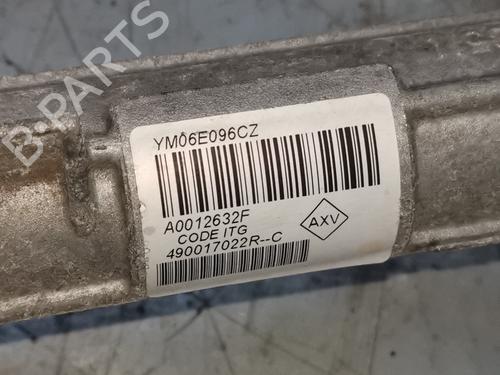 B-PARTS
YM06E096CZ
A0012632F
CODE ITG
490017022R--C
AXV